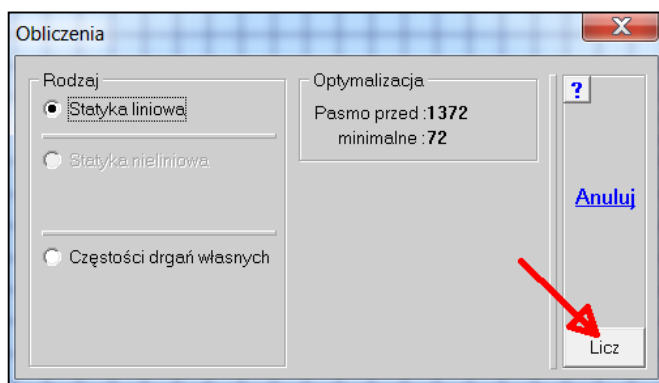 Obliczenia
X
Rodzaj
Statyka liniowa
Statyka nieliniowa
Częstości drgań własnych
Optymalizacja
Pasmo przed :1372
minimalne :72
?
Anuluj
Licz